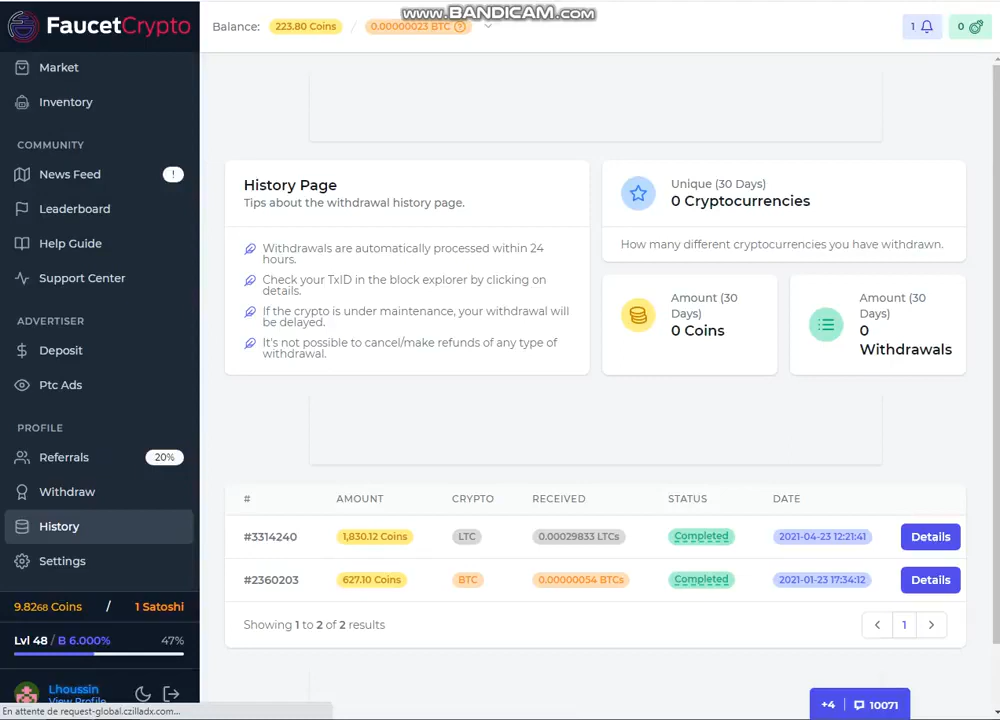 www.BANDICAM.com
FaucetCrypto
Balance: 223.80 Coins / 0.00000023 BTC
1
0
Market
Inventory
COMMUNITY
News Feed !
Leaderboard
Help Guide
Support Center
ADVERTISER
Deposit
Ptc Ads
PROFILE
Referrals 20%
Withdraw
History
Settings
9.8268 Coins / 1 Satoshi
Lvl 48 / B 6.000% 47%
Lhoussin
View Profile
En attente de request-global.czilladx.com...
History Page
Tips about the withdrawal history page.
Withdrawals are automatically processed within 24
hours.
Check your TxID in the block explorer by clicking on
details.
If the crypto is under maintenance, your withdrawal will
be delayed.
It's not possible to cancel/make refunds of any type of
withdrawal.
Unique (30 Days)
0 Cryptocurrencies
How many different cryptocurrencies you have withdrawn.
Amount (30
Days)
0 Coins
Amount (30
Days)
0
Withdrawals
# AMOUNT CRYPTO RECEIVED STATUS DATE
#3314240 1,830.12 Coins LTC 0.00029833 LTCs Completed 2021-04-23 12:21:41 Details
#2360203 627.10 Coins BTC 0.00000054 BTCs Completed 2021-01-23 17:34:12 Details
Showing 1 to 2 of 2 results
1
+4 10071